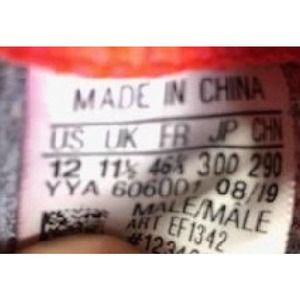 MADE IN CHINA
US UK FR JP CHN
12 11½ 46⅔ 300 290
YYA 606001 08/19
MALE/MÂLE
ART EF1342